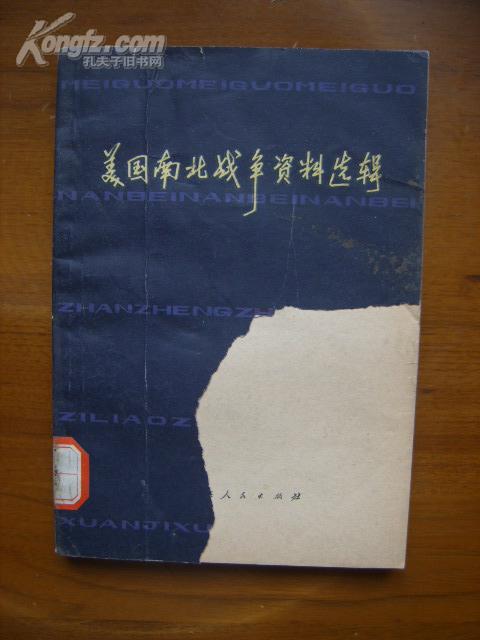 Kongfz.com
孔夫子旧书网
MEIGUOMEIGUOMEIGUO
美国南北战争资料选辑
NANBEINANBEINANBEI
ZHANZHENGZH
ZILIAOZ
人民出版社
XUANJIXU